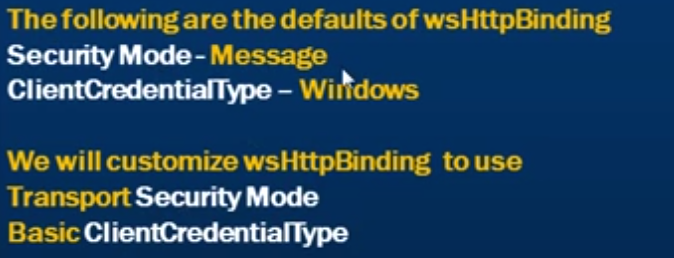 The following are the defaults of wsHttpBinding
Security Mode - Message
ClientCredentialType – Windows
We will customize wsHttpBinding to use
Transport Security Mode
Basic ClientCredentialType